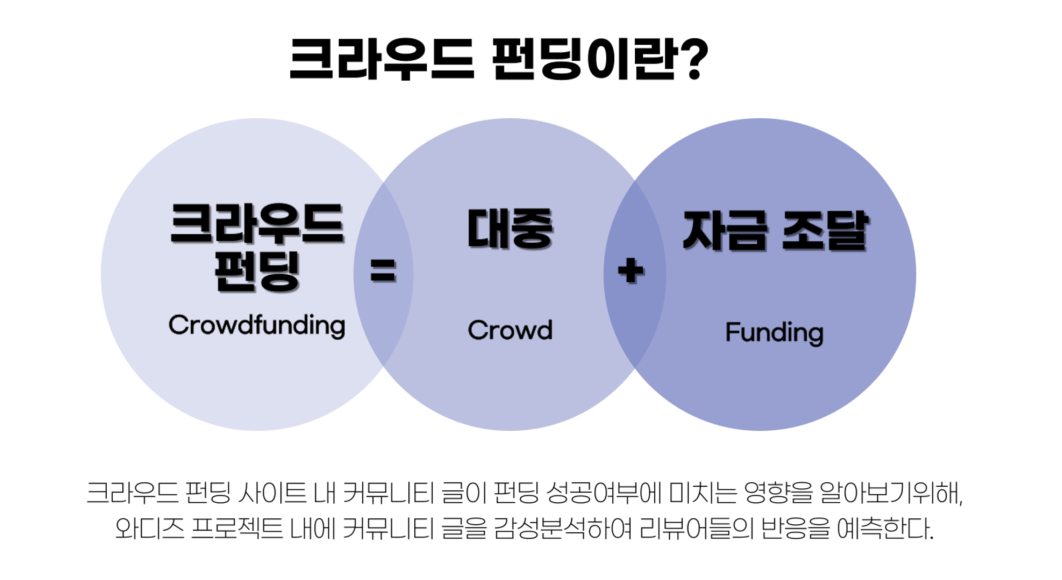 크라우드 펀딩이란?
크라우드
펀딩
Crowdfunding
=
대중
Crowd
+
자금 조달
Funding
크라우드 펀딩 사이트 내 커뮤니티 글이 펀딩 성공여부에 미치는 영향을 알아보기위해,
와디즈 프로젝트 내에 커뮤니티 글을 감성분석하여 리뷰어들의 반응을 예측한다.